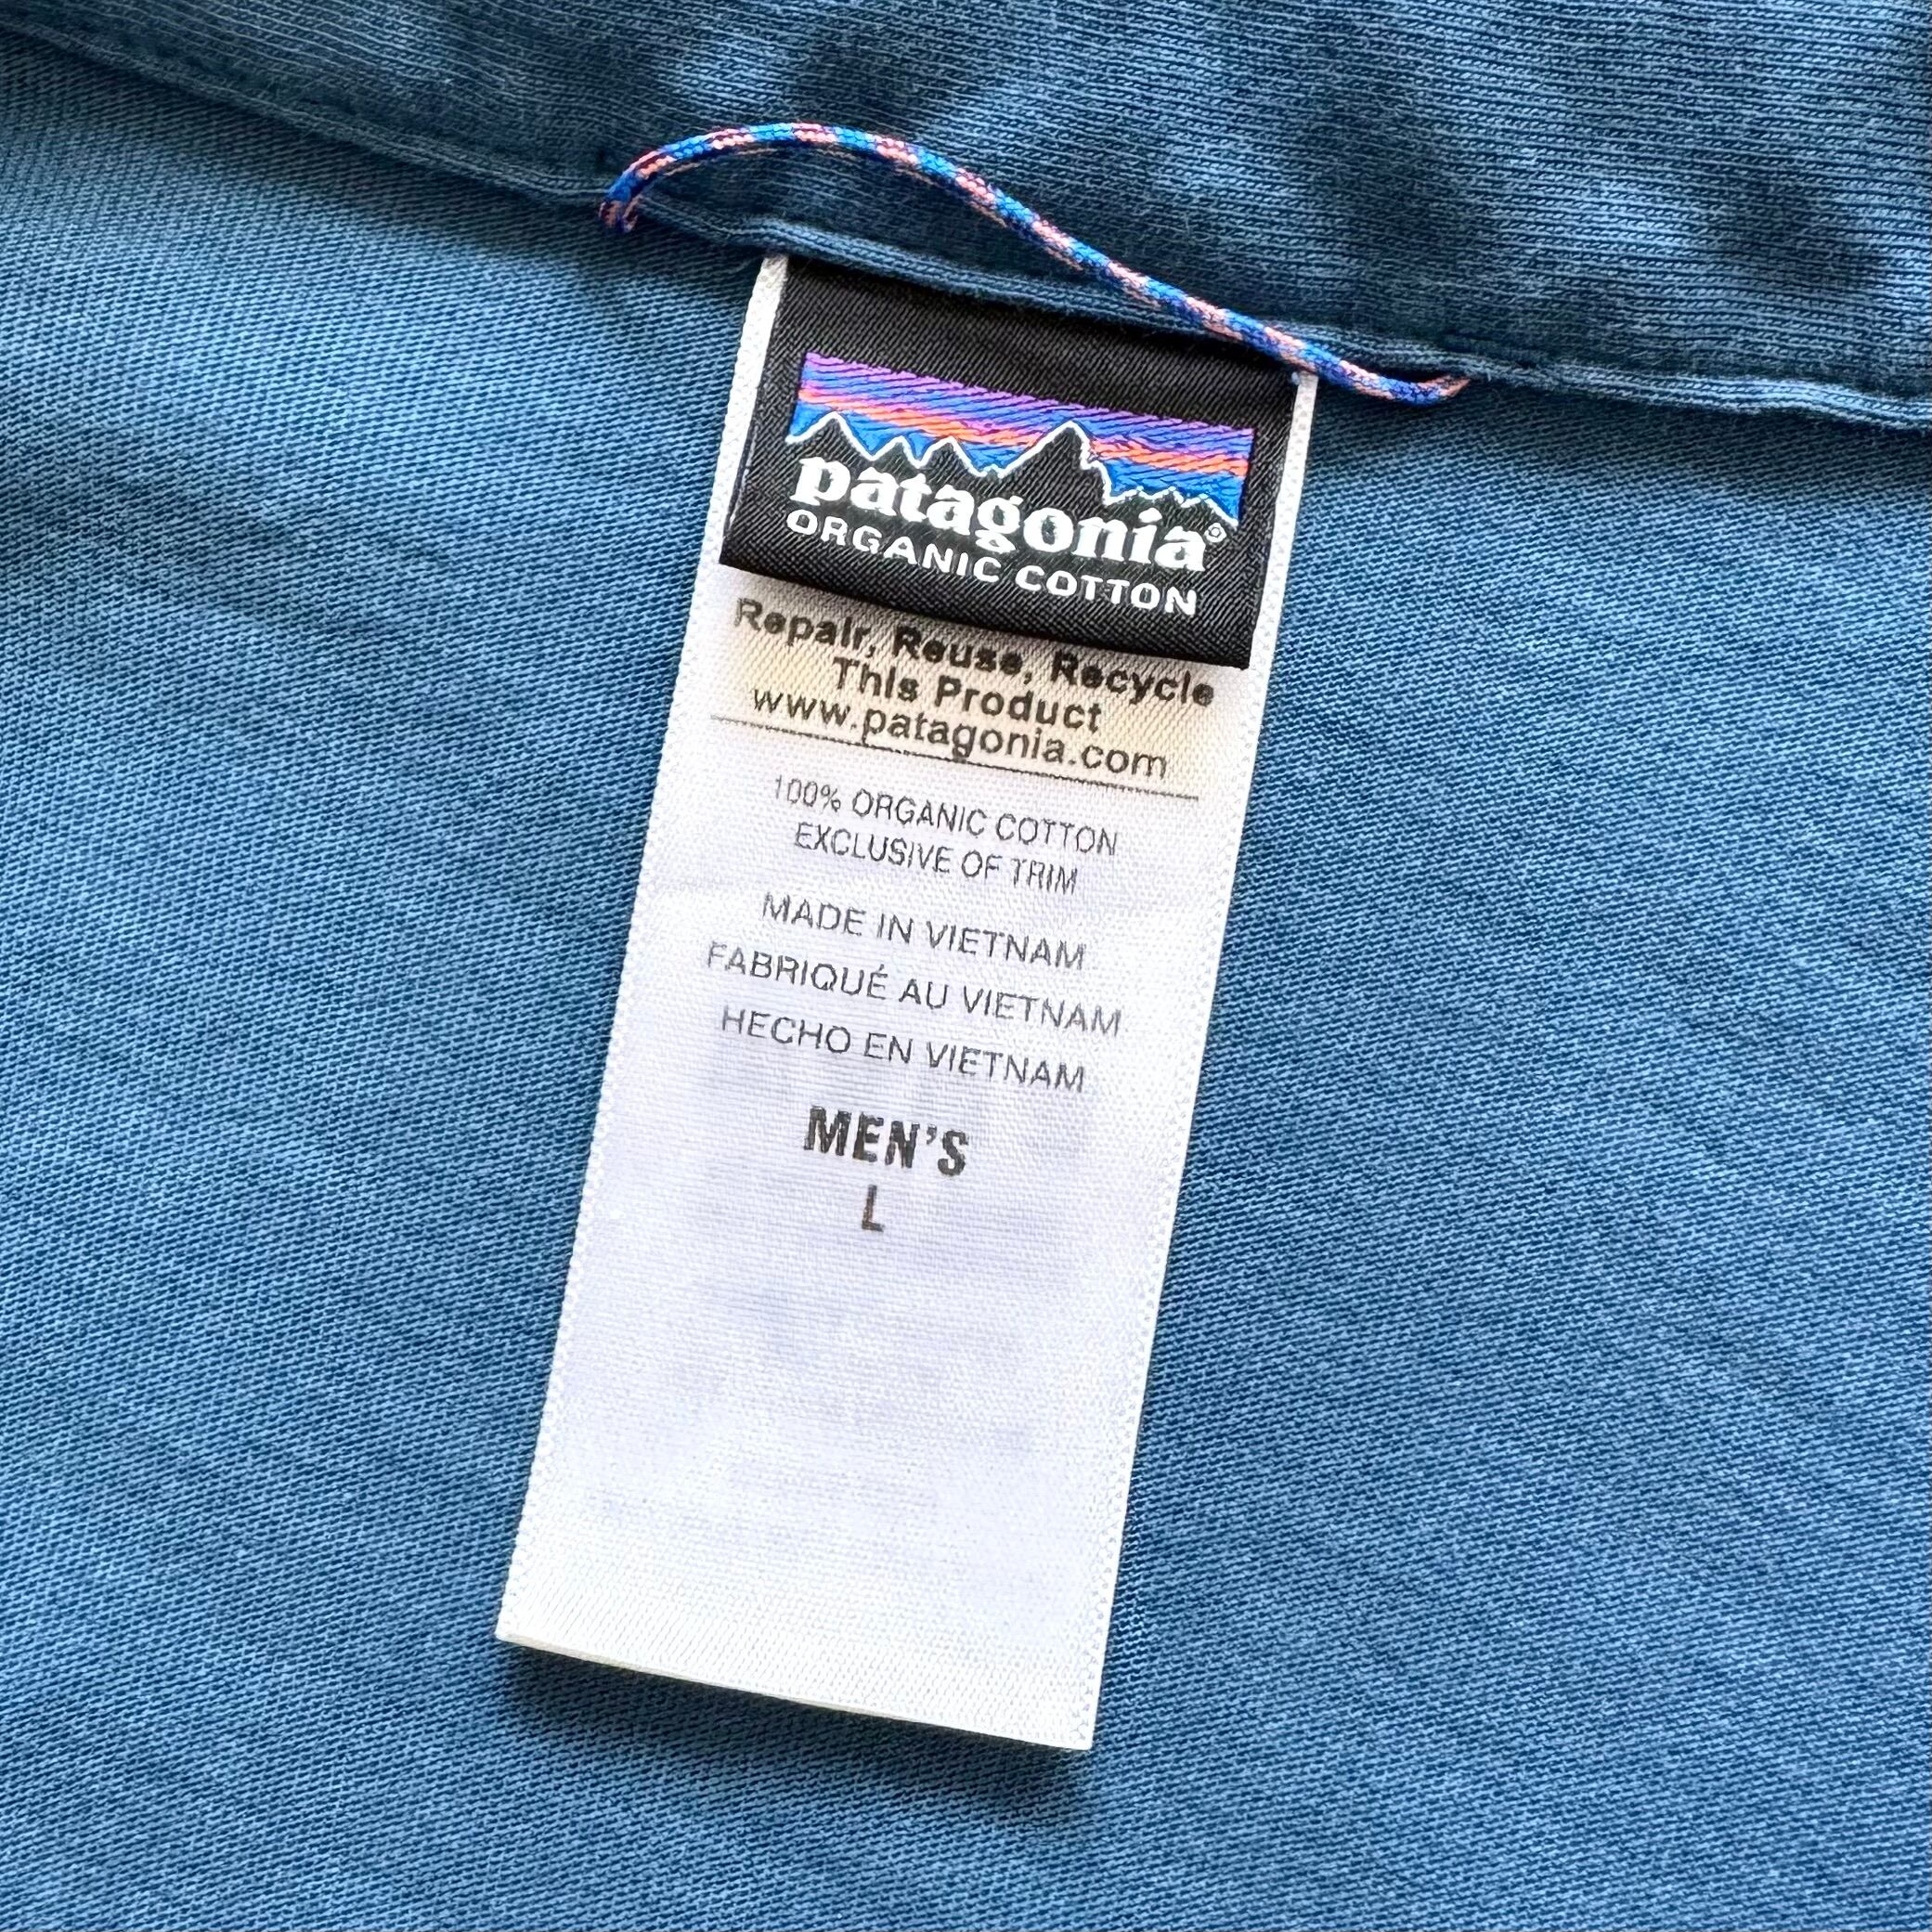 patagonia®
ORGANIC COTTON
Repair, Reuse, Recycle
This Product
www.patagonia.com
100% ORGANIC COTTON
EXCLUSIVE OF TRIM
MADE IN VIETNAM
FABRIQUÉ AU VIETNAM
HECHO EN VIETNAM
MEN'S
L